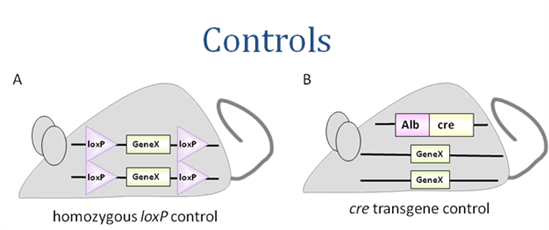 Controls
A
B
loxP GeneX loxP
loxP GeneX loxP
Alb cre
GeneX
GeneX
homozygous loxP control
cre transgene control